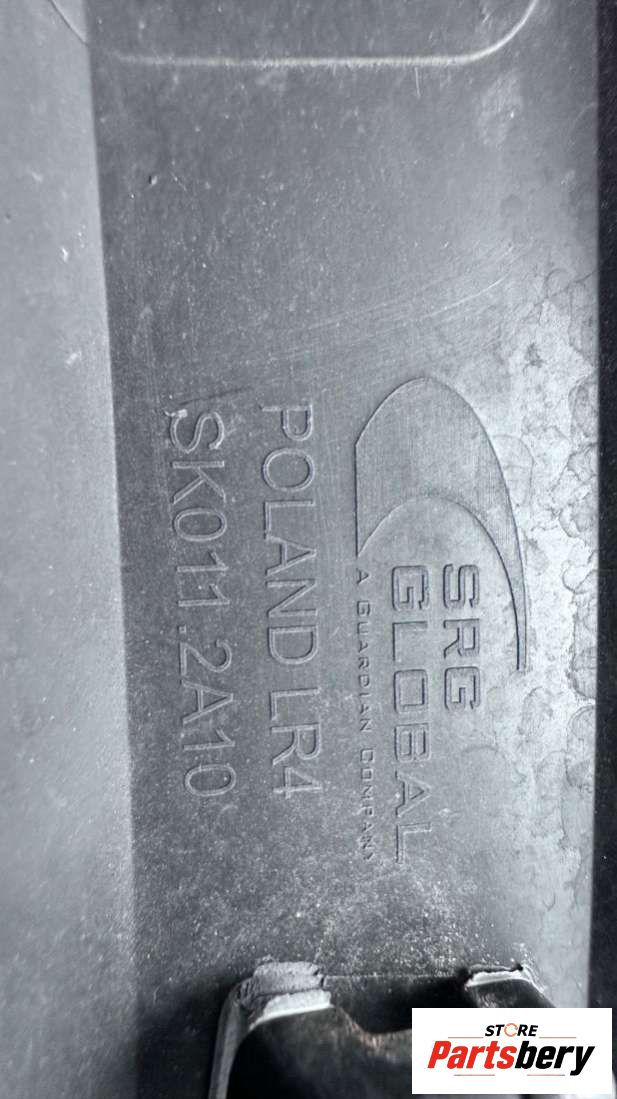 SRG
GLOBAL
A GUARDIAN COMPANY
POLAND LR4
SK011.2A10
STORE
Partsbery